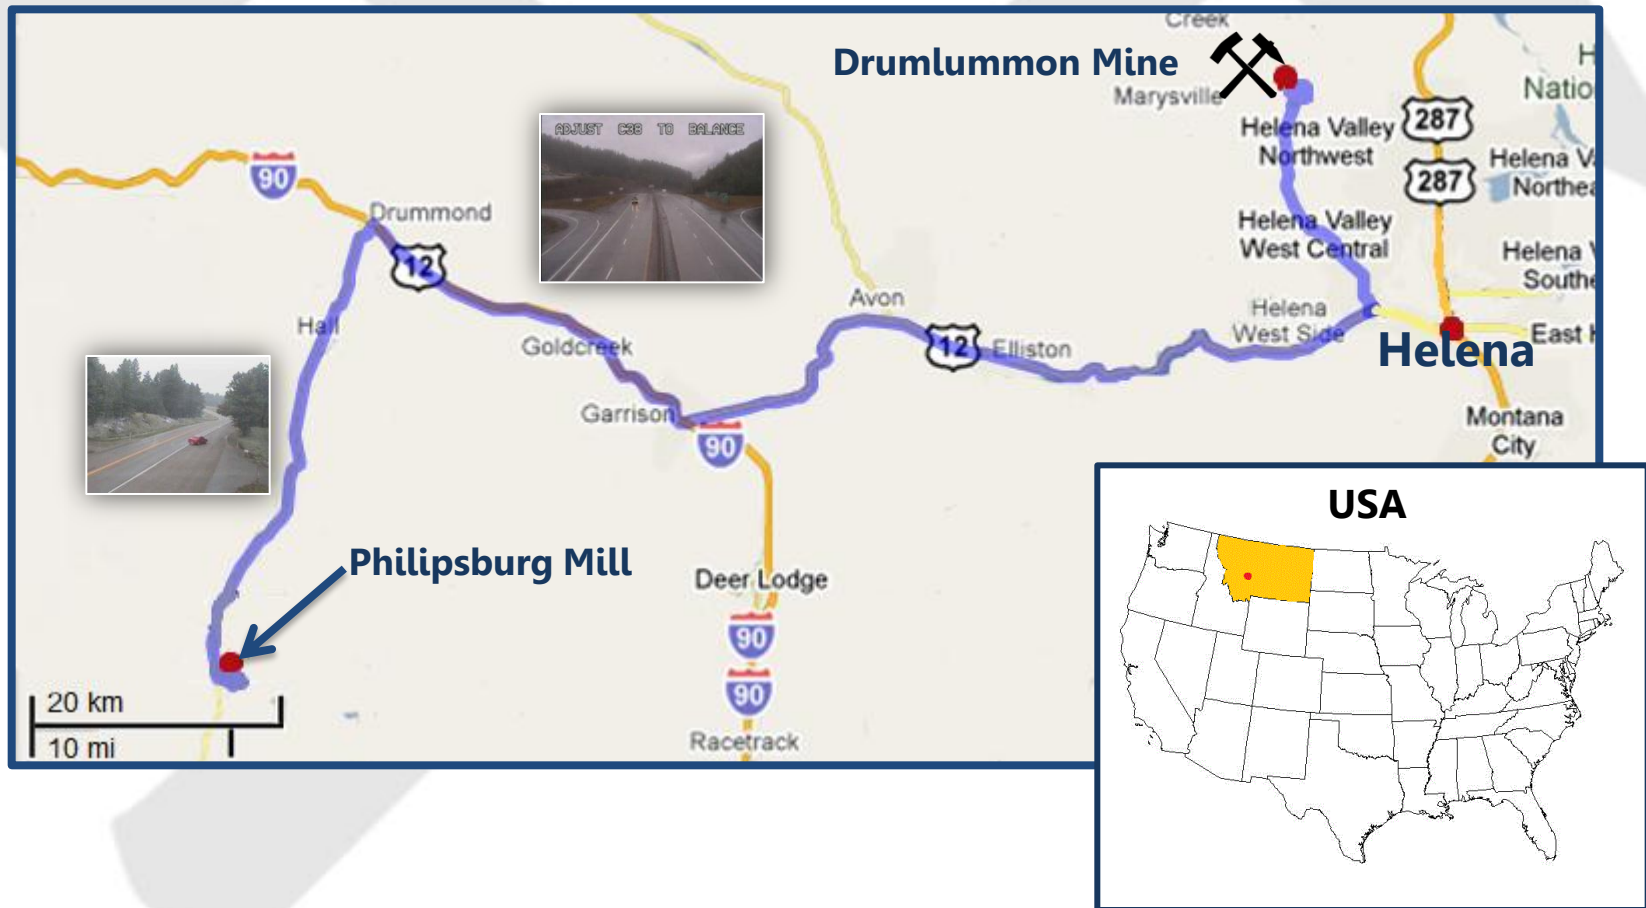 Creek
Drumlummon Mine
Marysville
Natio
287
Helena Valley
Northwest
ADJUST C38 TO BALANCE
287
Helena Va
Northea
90
Drummond
Helena Valley
West Central
12
Helena V
Southe
Avon
Helena
West Side
Hall
Goldcreek
12
Elliston
East H
Helena
Garrison
90
Montana
City
USA
Philipsburg Mill
Deer Lodge
90
90
20 km
10 mi
Racetrack